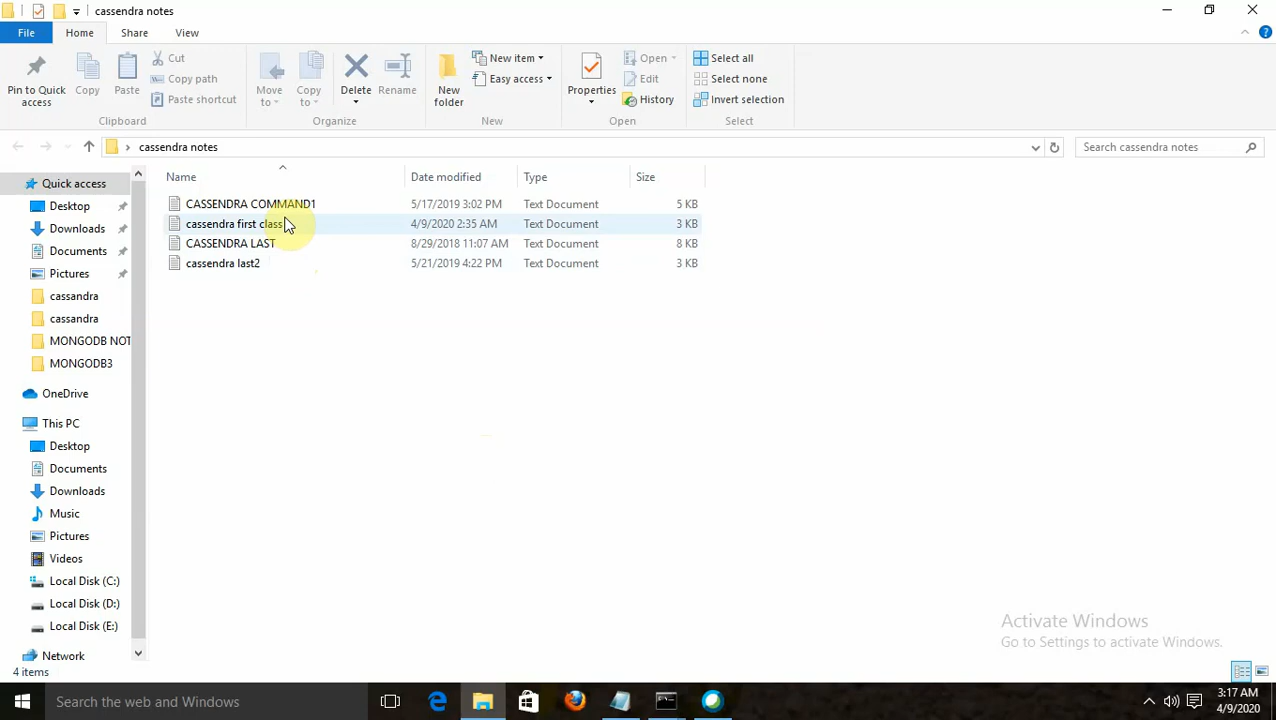 cassendra notes
File Home Share View
Pin to Quick access
Copy
Paste
Cut
Copy path
Paste shortcut
Clipboard
Move to
Copy to
Delete
Rename
Organize
New folder
New item
Easy access
New
Properties
Open
Edit
History
Open
Select all
Select none
Invert selection
Select
cassendra notes
Search cassendra notes
Name Date modified Type Size
CASSENDRA COMMAND1 5/17/2019 3:02 PM Text Document 5 KB
cassendra first class 4/9/2020 2:35 AM Text Document 3 KB
CASSENDRA LAST 8/29/2018 11:07 AM Text Document 8 KB
cassendra last2 5/21/2019 4:22 PM Text Document 3 KB
Quick access
Desktop
Downloads
Documents
Pictures
cassandra
cassandra
MONGODB NOT
MONGODB3
OneDrive
This PC
Desktop
Documents
Downloads
Music
Pictures
Videos
Local Disk (C:)
Local Disk (D:)
Local Disk (E:)
Network
4 items
Activate Windows
Go to Settings to activate Windows.
Search the web and Windows
3:17 AM
4/9/2020